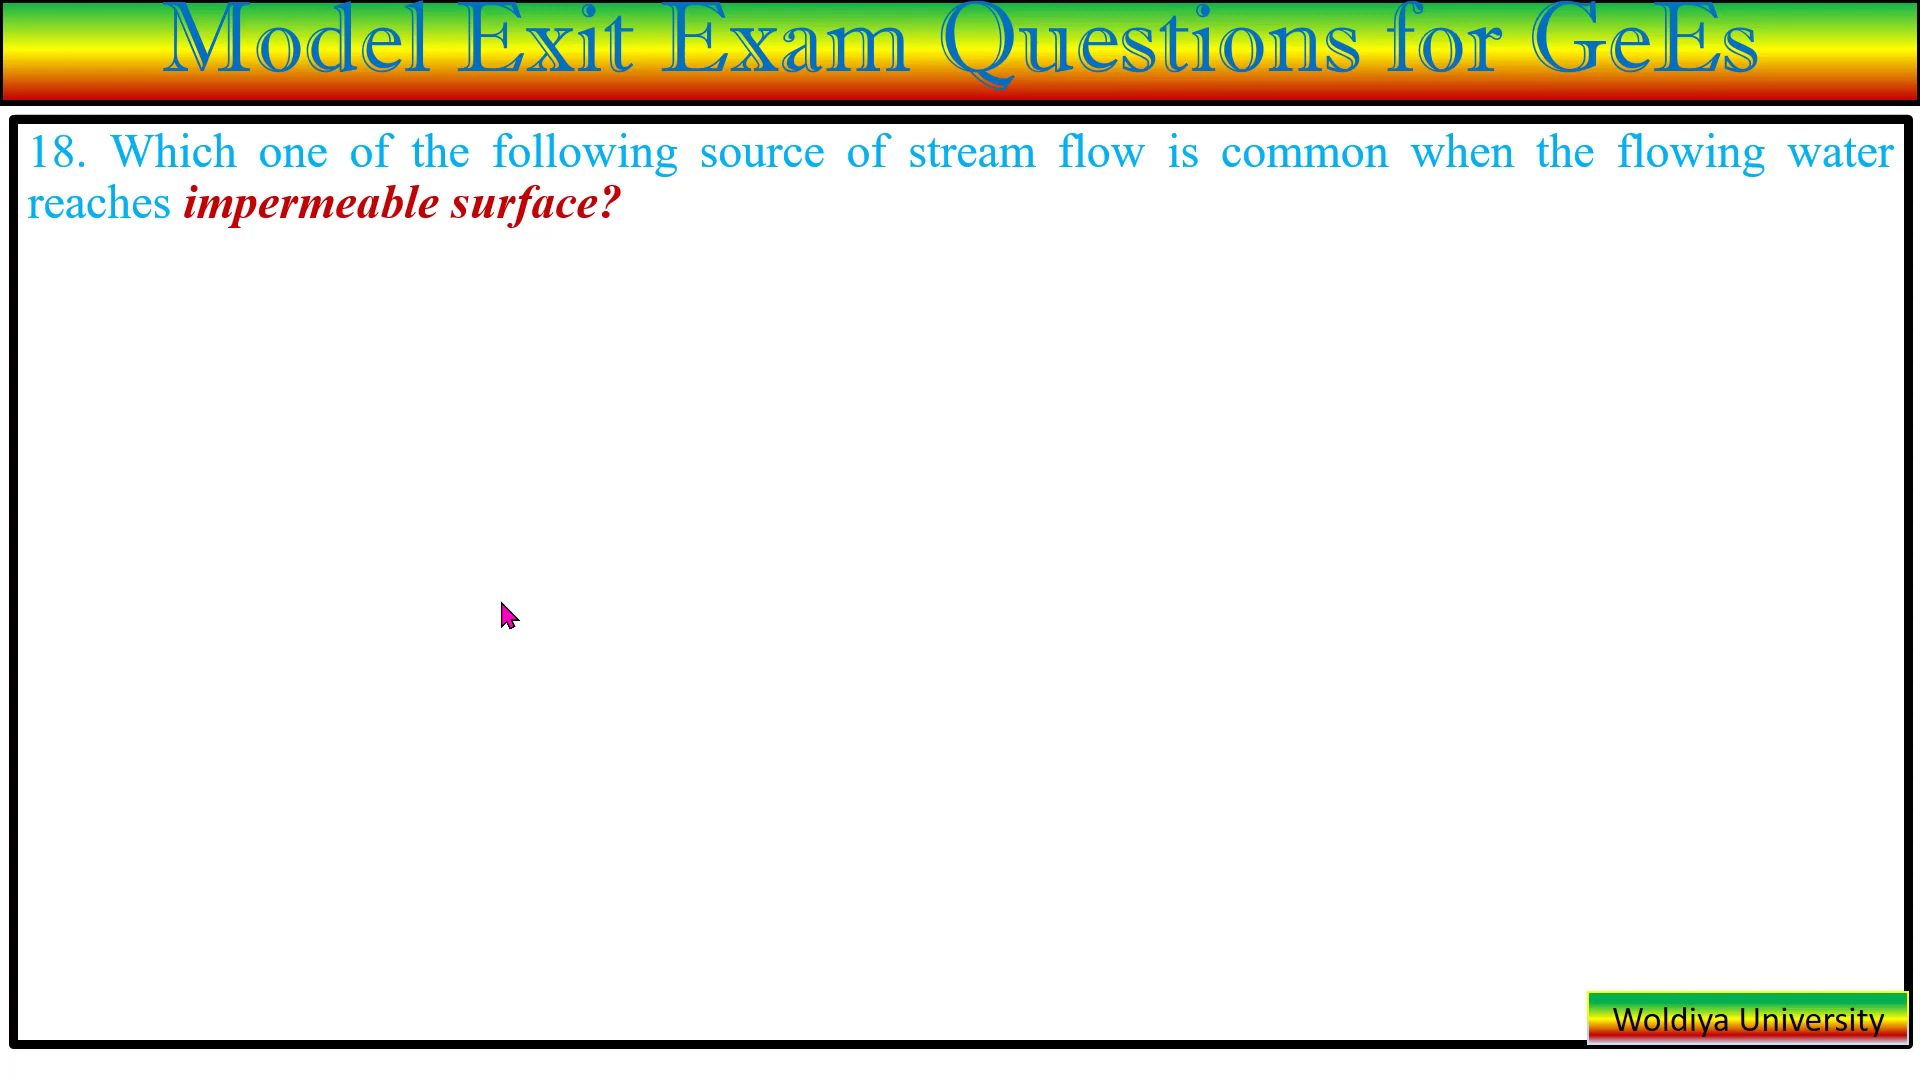 Model Exit Exam Questions for GeEs
18. Which one of the following source of stream flow is common when the flowing water
reaches impermeable surface?
Woldiya University